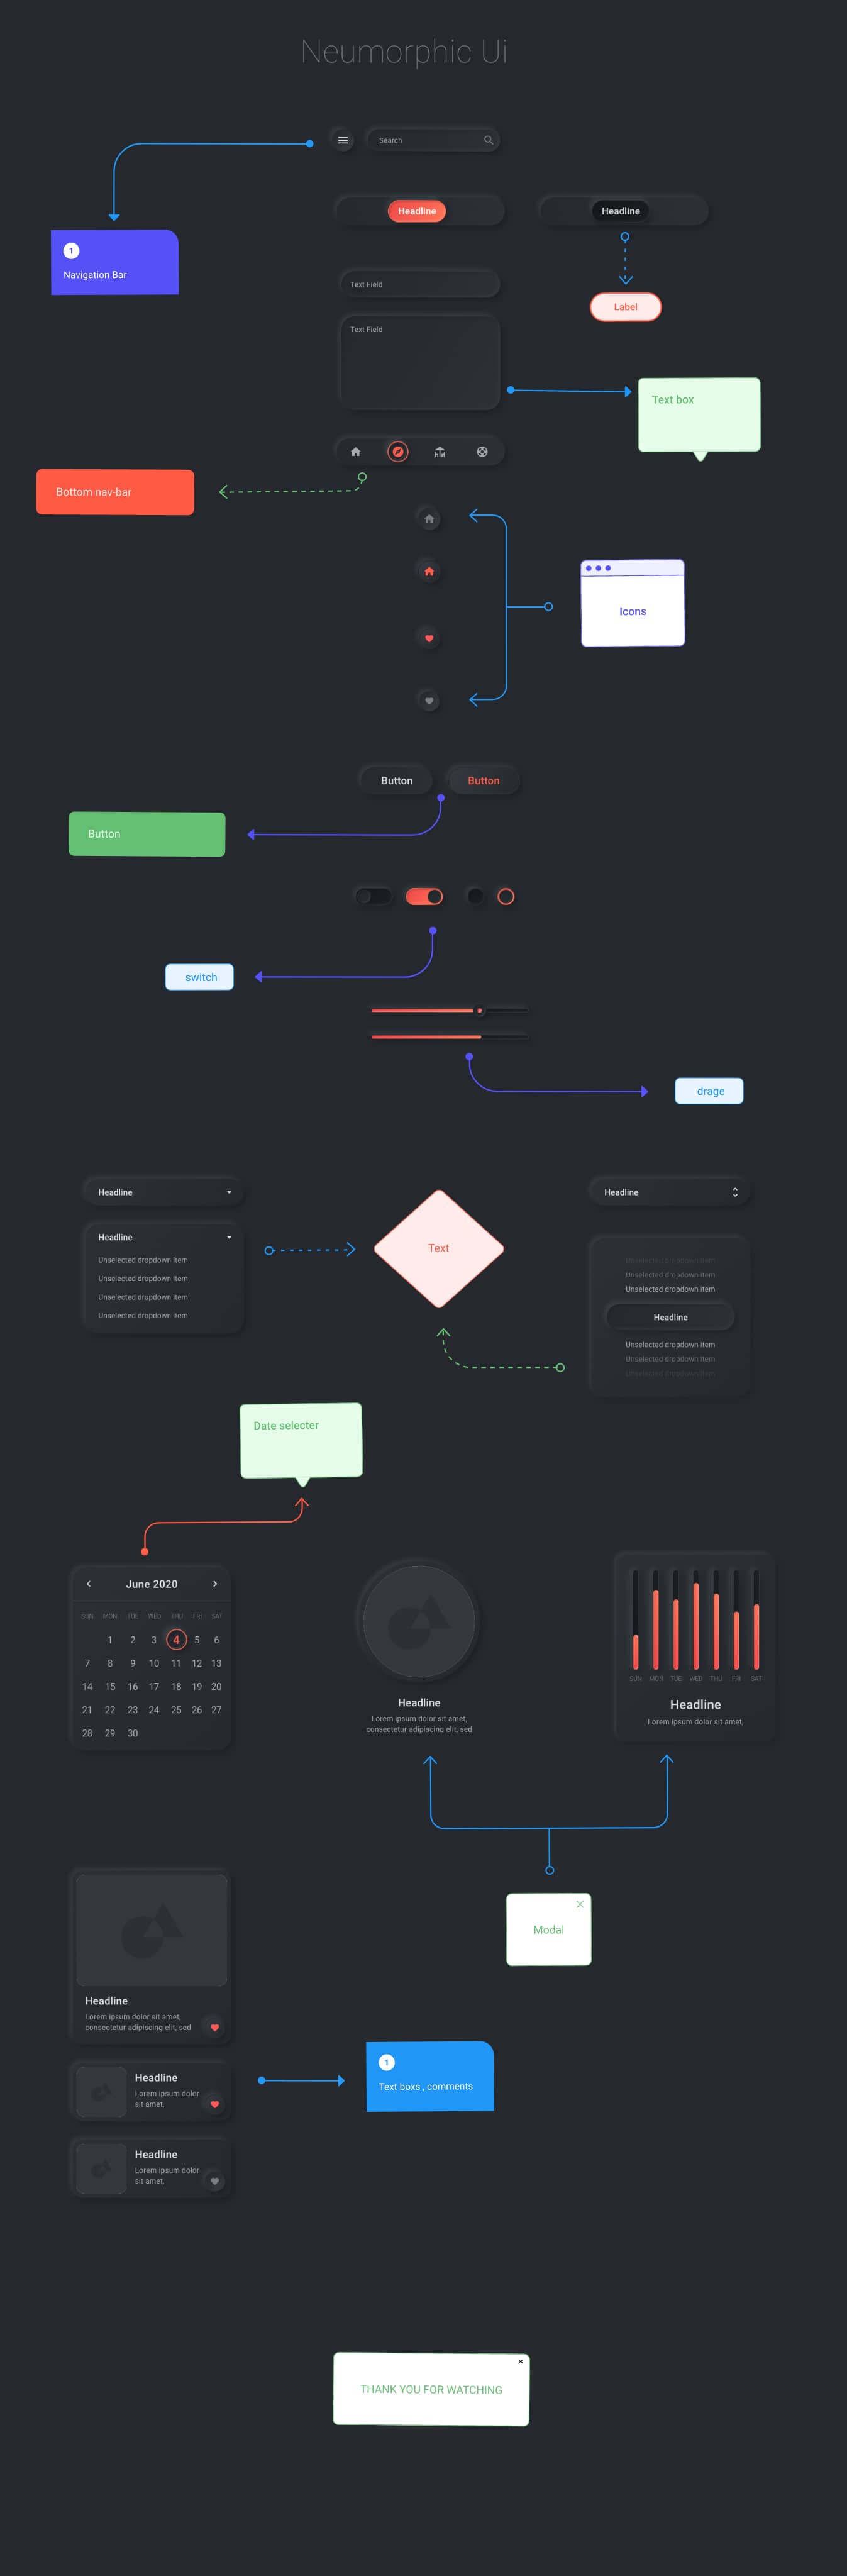 Neumorphic Ui
Search
Headline
Headline
1
Navigation Bar
Text Field
Label
Text Field
Text box
Bottom nav-bar
Icons
Button
Button
Button
switch
drage
Headline
Headline
Headline
Unselected dropdown item
Unselected dropdown item
Unselected dropdown item
Unselected dropdown item
Text
Unselected dropdown item
Unselected dropdown item
Unselected dropdown item
Headline
Unselected dropdown item
Unselected dropdown item
Unselected dropdown item
Date selecter
June 2020
SUN MON TUE WED THU FRI SAT
1 2 3 4 5 6
7 8 9 10 11 12 13
14 15 16 17 18 19 20
21 22 23 24 25 26 27
28 29 30
Headline
Lorem ipsum dolor sit amet,
consectetur adipiscing elit, sed
SUN MON TUE WED THU FRI SAT
Headline
Lorem ipsum dolor sit amet,
Modal
Headline
Lorem ipsum dolor sit amet,
consectetur adipiscing elit, sed
Headline
Lorem ipsum dolor
sit amet,
1
Text boxs , comments
Headline
Lorem ipsum dolor
sit amet,
THANK YOU FOR WATCHING